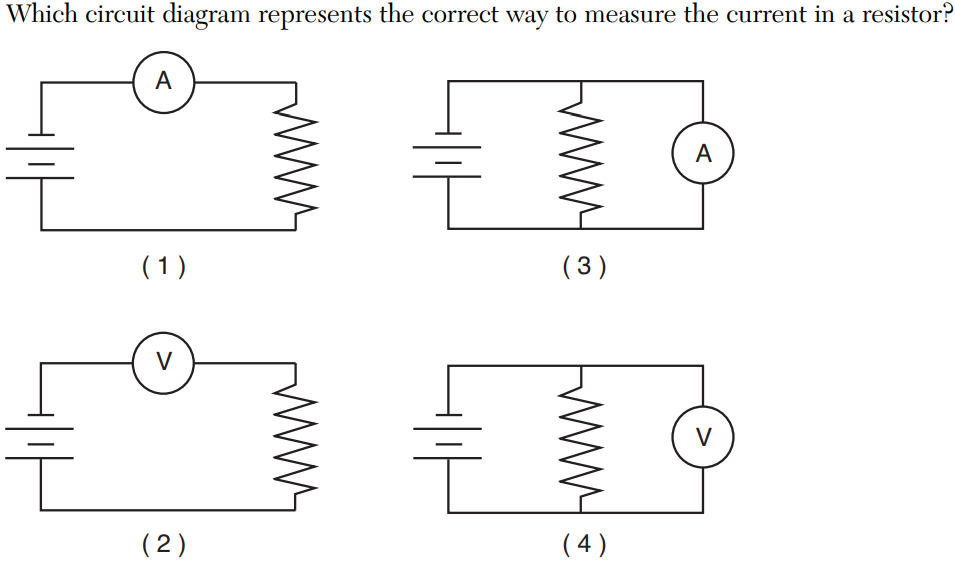 Which circuit diagram represents the correct way to measure the current in a resistor?
A
A
( 1 )
( 3 )
V
V
( 2 )
( 4 )